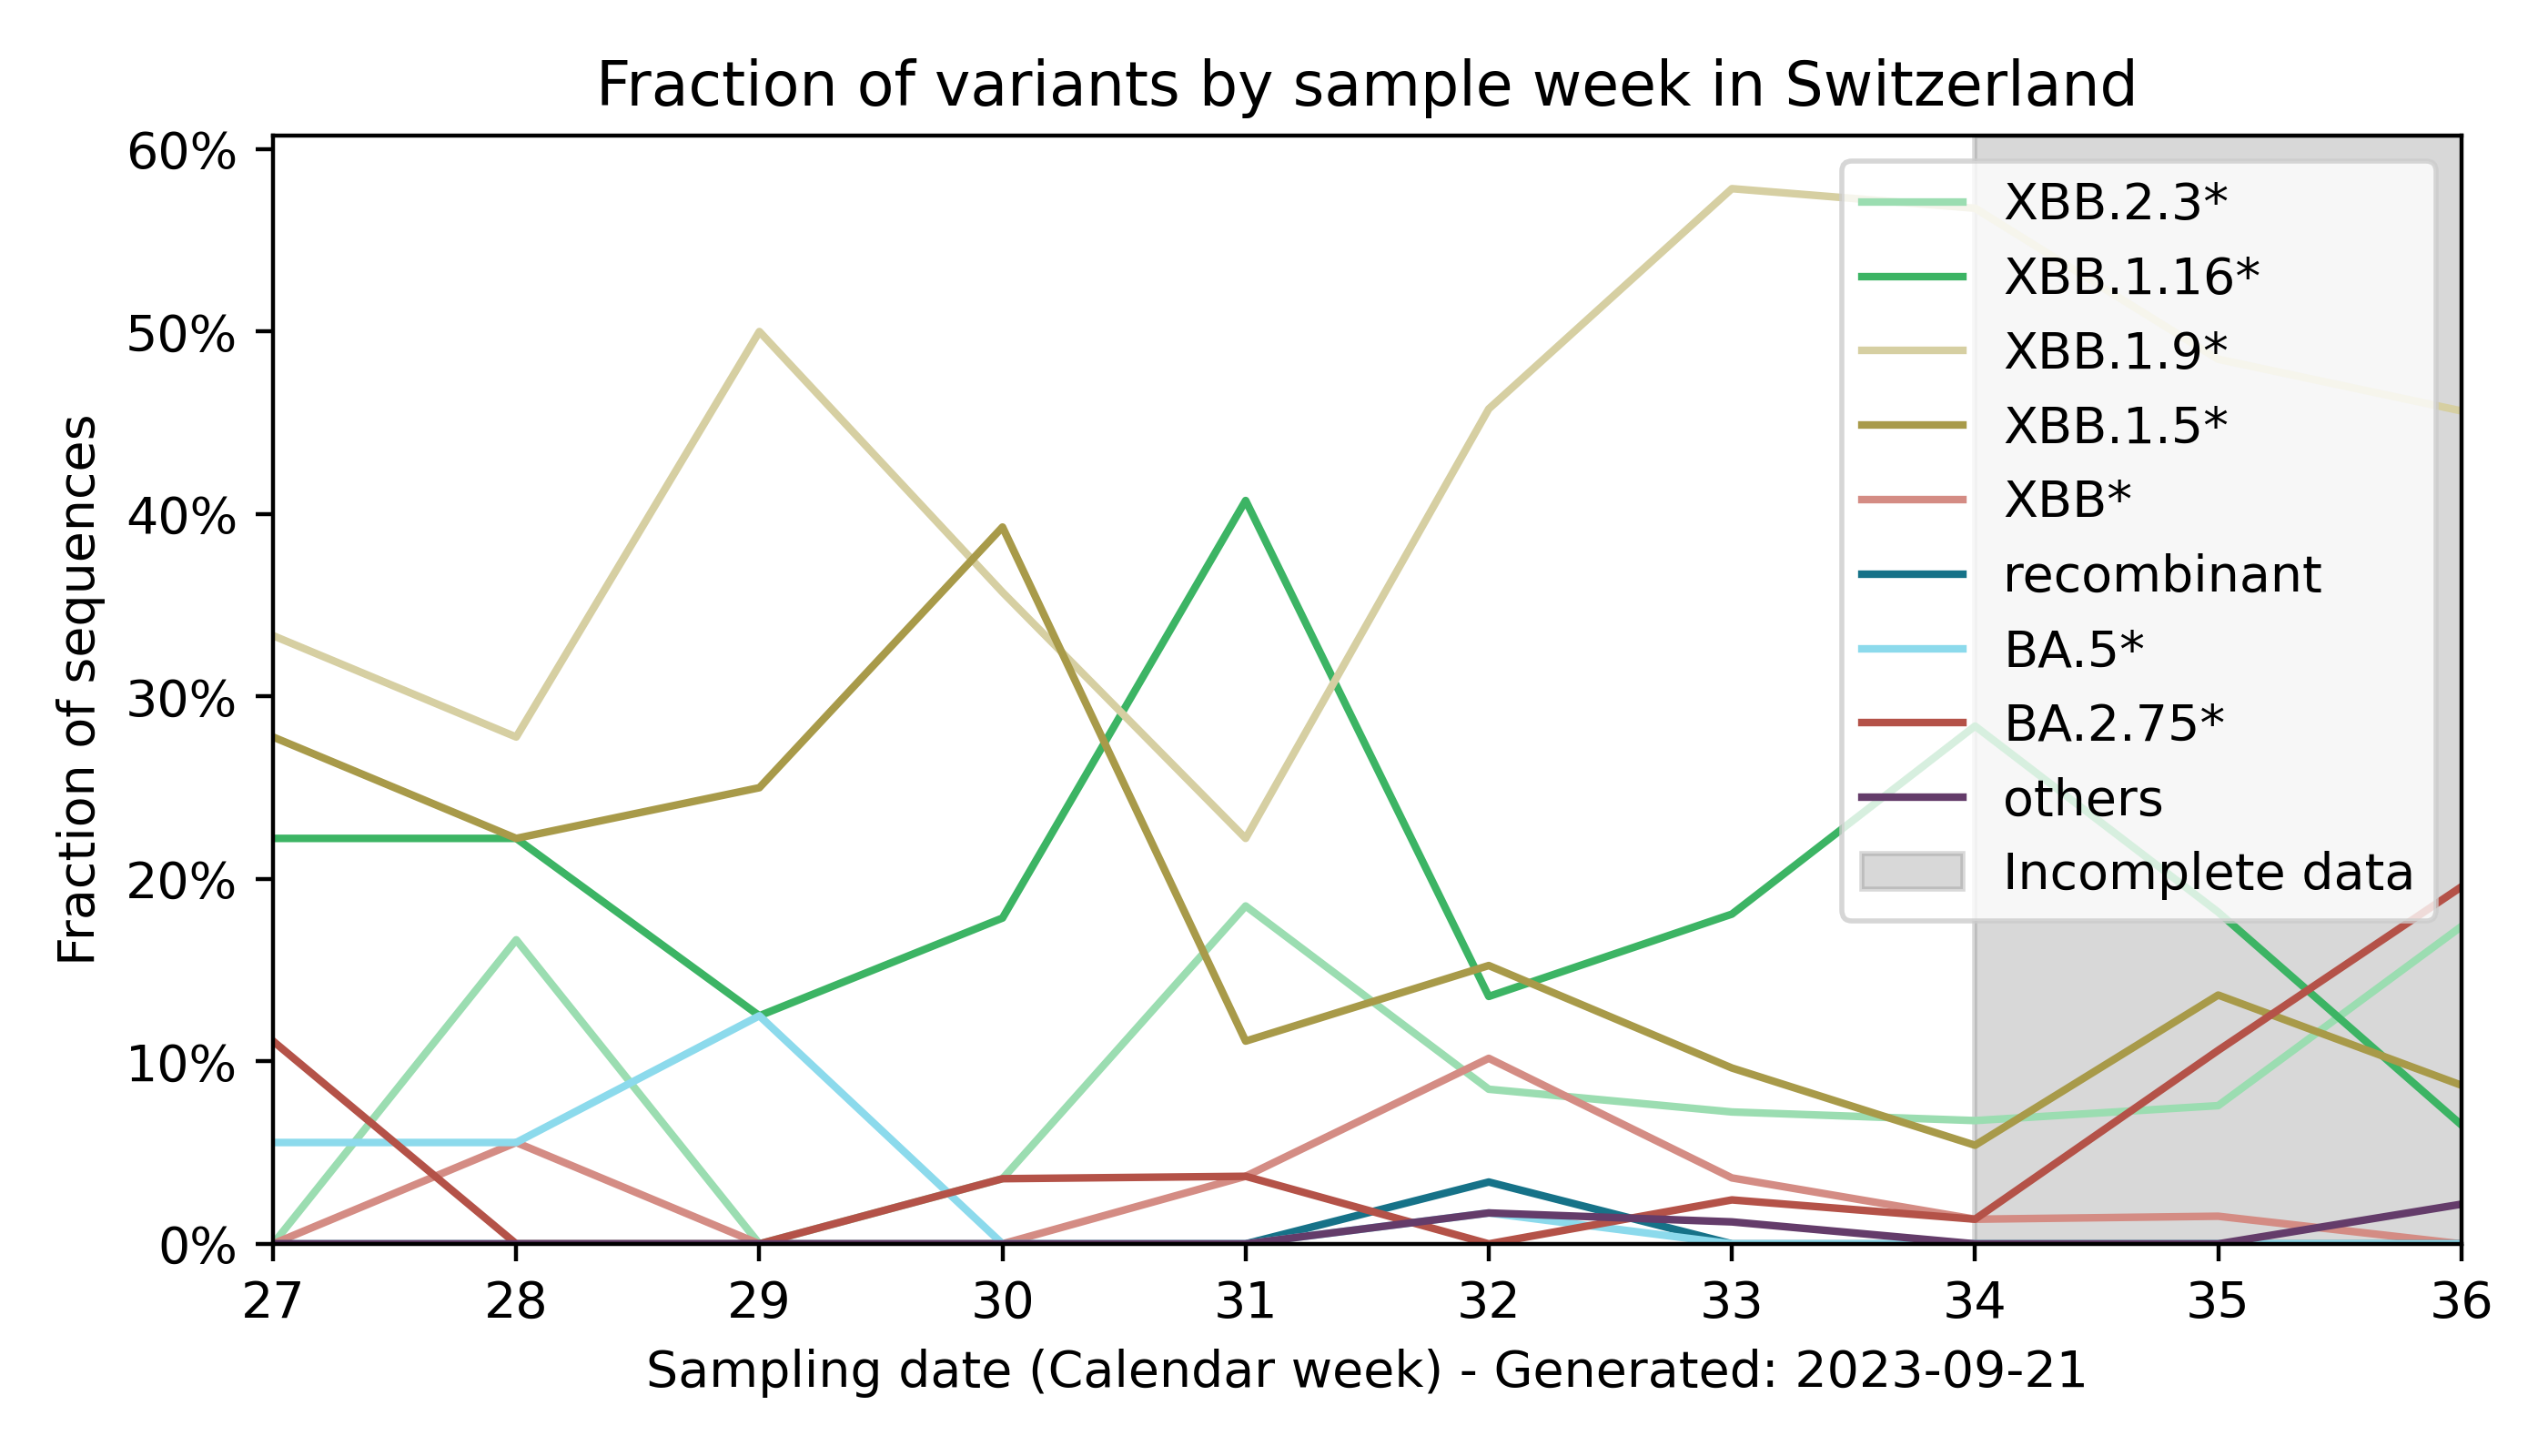 Fraction of variants by sample week in Switzerland
60%
50%
40%
30%
20%
10%
0%
Fraction of sequences
XBB.2.3*
XBB.1.16*
XBB.1.9*
XBB.1.5*
XBB*
recombinant
BA.5*
BA.2.75*
others
Incomplete data
27 28 29 30 31 32 33 34 35 36
Sampling date (Calendar week) - Generated: 2023-09-21